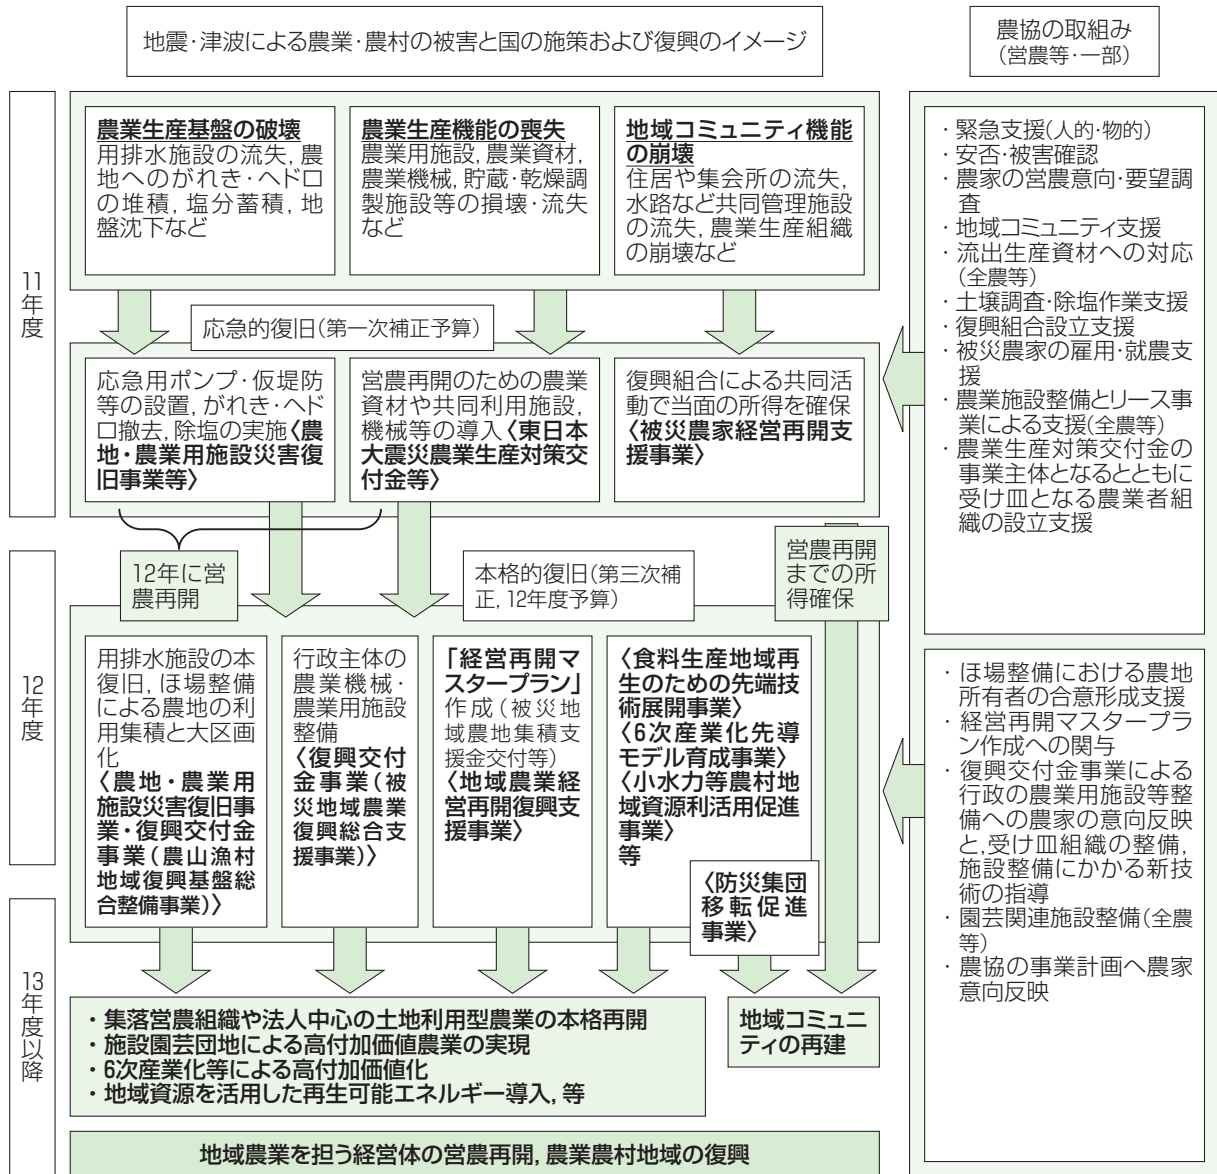 地震・津波による農業・農村の被害と国の施策および復興のイメージ
農協の取組み
(営農等・一部)
11年度
農業生産基盤の破壊
用排水施設の流失，農
地へのがれき・ヘドロ
の堆積，塩分蓄積，地
盤沈下など
農業生産機能の喪失
農業用施設，農業資材，
農業機械，貯蔵・乾燥調
製施設等の損壊・流失
など
地域コミュニティ機能
の崩壊
住居や集会所の流失，
水路など共同管理施設
の流失，農業生産組織
の崩壊など
応急的復旧(第一次補正予算)
応急用ポンプ・仮堤防
等の設置，がれき・ヘド
ロ撤去，除塩の実施〈農
地・農業用施設災害復
旧事業等〉
営農再開のための農業
資材や共同利用施設，
機械等の導入〈東日本
大震災農業生産対策交
付金等〉
復興組合による共同活
動で当面の所得を確保
〈被災農家経営再開支
援事業〉
・緊急支援(人的・物的)
・安否・被害確認
・農家の営農意向・要望調
査
・地域コミュニティ支援
・流出生産資材への対応
(全農等)
・土壌調査・除塩作業支援
・復興組合設立支援
・被災農家の雇用・就農支
援
・農業施設整備とリース事
業による支援(全農等)
・農業生産対策交付金の
事業主体となるとともに
受け皿となる農業者組
織の設立支援
12年度
12年に営
農再開
本格的復旧(第三次補
正，12年度予算)
営農再開
までの所
得確保
用排水施設の本
復旧，ほ場整備
による農地の利
用集積と大区画
化
〈農地・農業用
施設災害復旧事
業・復興交付金
事業(農山漁村
地域復興基盤総
合整備事業)〉
行政主体の
農業機械・
農業用施設
整備
〈復興交付
金事業(被
災地域農業
復興総合支
援事業)〉
「経営再開マ
スタープラン」
作成(被災地
域農地集積支
援金交付等)
〈地域農業経
営再開復興支
援事業〉
〈食料生産地域再
生のための先端技
術展開事業〉
〈6次産業化先導
モデル育成事業〉
〈小水力等農村地
域資源利活用促進
事業〉
等
〈防災集団
移転促進
事業〉
・ほ場整備における農地
所有者の合意形成支援
・経営再開マスタープラ
ン作成への関与
・復興交付金事業による
行政の農業用施設等整
備への農家の意向反映
と，受け皿組織の整備，
施設整備にかかる新技
術の指導
・園芸関連施設整備(全農
等)
・農協の事業計画へ農家
意向反映
13年度以降
・集落営農組織や法人中心の土地利用型農業の本格再開
・施設園芸団地による高付加価値農業の実現
・6次産業化等による高付加価値化
・地域資源を活用した再生可能エネルギー導入，等
地域コミュニ
ティの再建
地域農業を担う経営体の営農再開，農業農村地域の復興